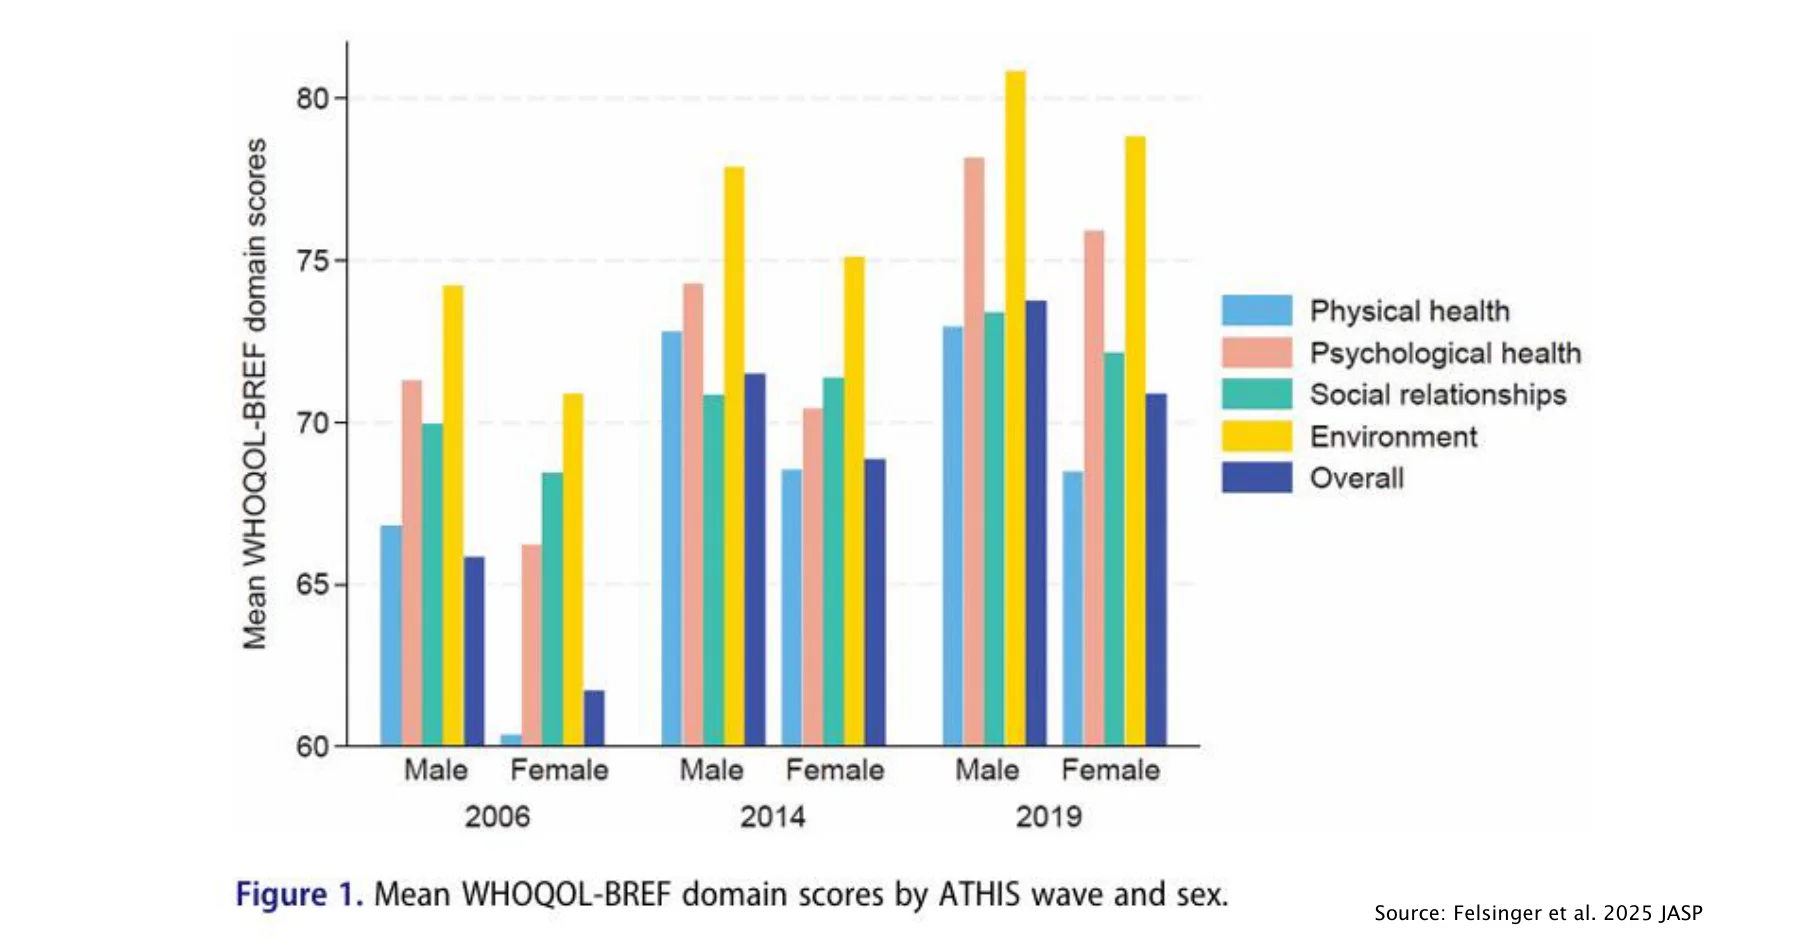 Mean WHOQOL-BREF domain scores
80
75
70
65
60
Male Female Male Female Male Female
2006 2014 2019
Physical health
Psychological health
Social relationships
Environment
Overall
Figure 1. Mean WHOQOL-BREF domain scores by ATHIS wave and sex.
Source: Felsinger et al. 2025 JASP